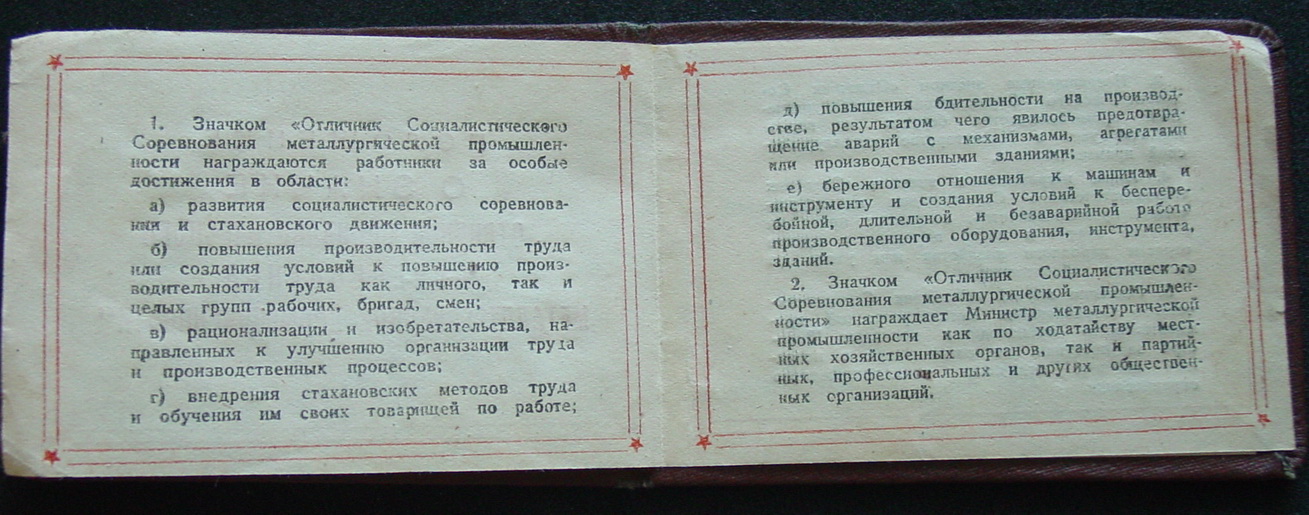 1. Значком «Отличник Социалистического
Соревнования металлургической промышлен-
ности награждаются работники за особые
достижения в области:
а) развития социалистического соревнова-
ния и стахановского движения;
б) повышения производительности труда
или создания условий к повышению произ-
водительности труда как личного, так и
целых групп рабочих, бригад, смен;
в) рационализации и изобретательства, на-
правленных к улучшению организации труда
и производственных процессов;
г) внедрения стахановских методов труда
и обучения им своих товарищей по работе;
д) повышения бдительности на производ-
стве, результатом чего явилось предотвра-
щение аварий с механизмами, агрегатами
или производственными зданиями;
е) бережного отношения к машинам и
инструменту и создания условий к беспере-
бойной, длительной и безаварийной работе
производственного оборудования, инструмента,
зданий.
2. Значком «Отличник Социалистического
Соревнования металлургической промышлен-
ности» награждает Министр металлургической
промышленности как по ходатайству мест-
ных хозяйственных органов, так и партий-
ных, профессиональных и других обществен-
ных организаций.